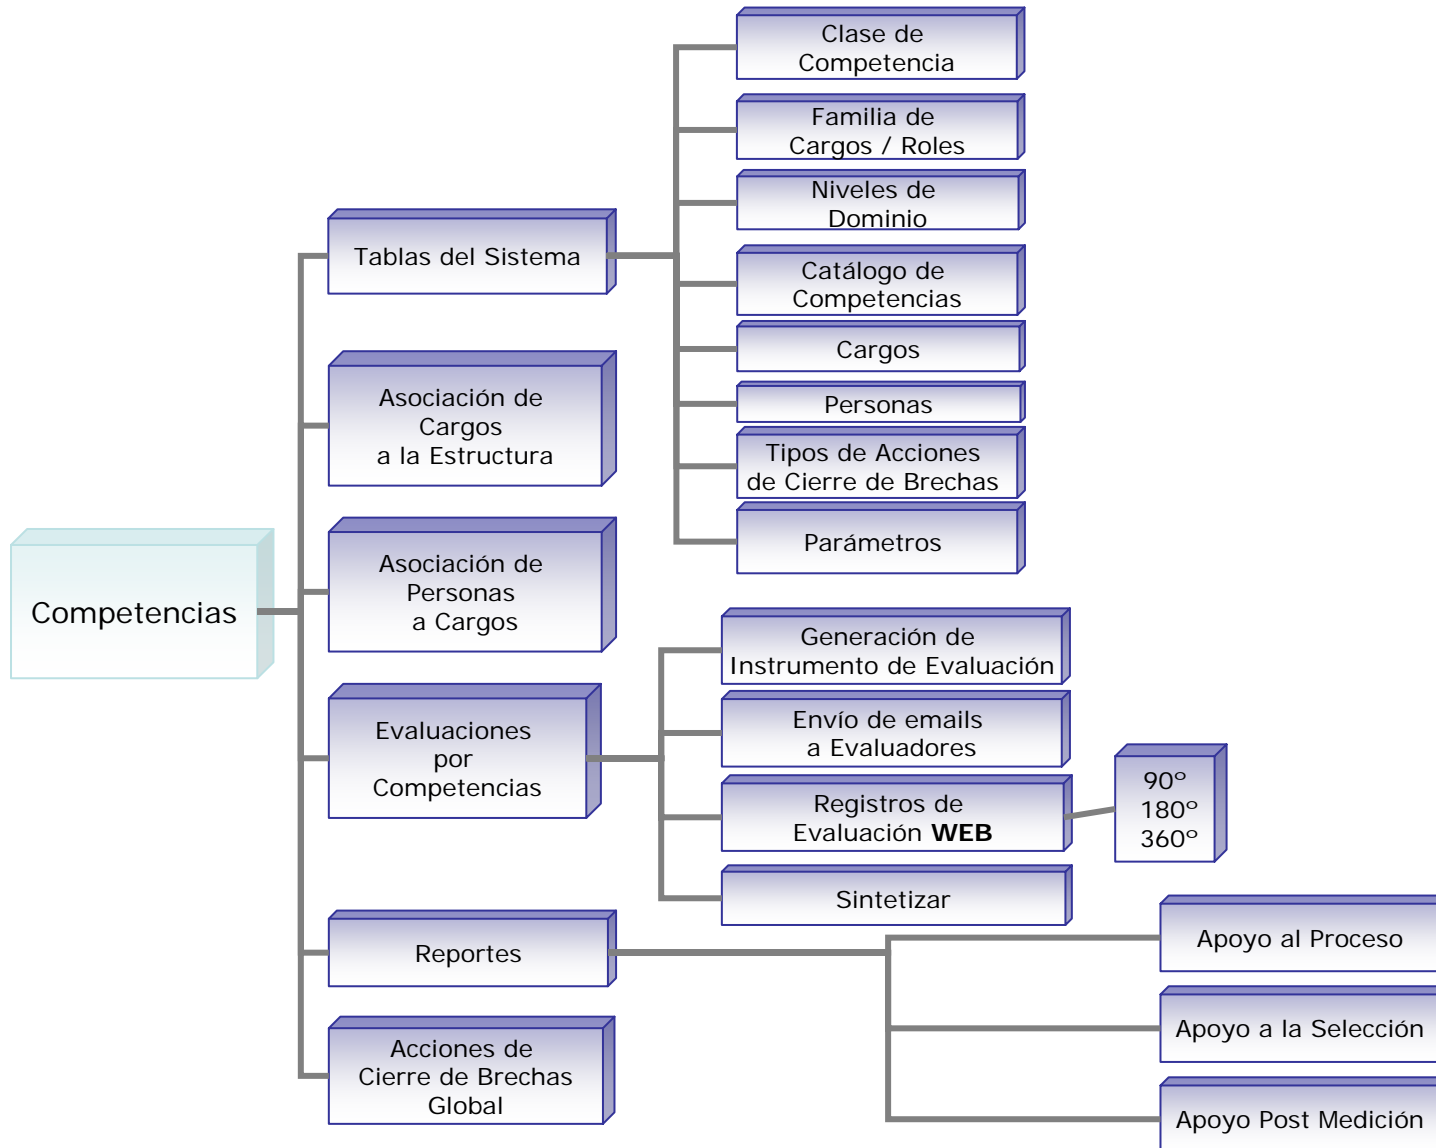 Competencias
Tablas del Sistema
Clase de
Competencia
Familia de
Cargos / Roles
Niveles de
Dominio
Catálogo de
Competencias
Cargos
Personas
Tipos de Acciones
de Cierre de Brechas
Parámetros
Asociación de
Cargos
a la Estructura
Asociación de
Personas
a Cargos
Evaluaciones
por
Competencias
Generación de
Instrumento de Evaluación
Envío de emails
a Evaluadores
Registros de
Evaluación WEB
90º
180º
360º
Sintetizar
Reportes
Apoyo al Proceso
Apoyo a la Selección
Apoyo Post Medición
Acciones de
Cierre de Brechas
Global